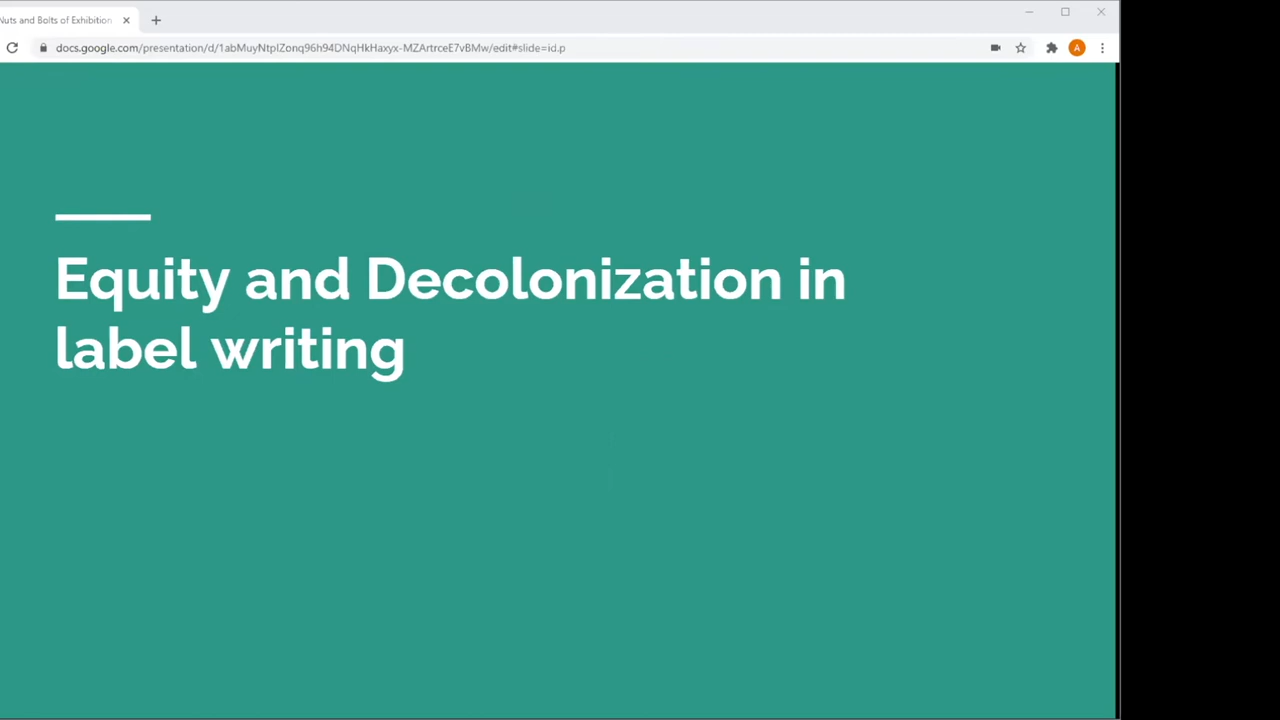 Nuts and Bolts of Exhibition
docs.google.com/presentation/d/1abMuyNtpIZonq96h94DNqHkHaxyx-MZArtrceE7vBMw/edit#slide=id.p
A
Equity and Decolonization in
label writing